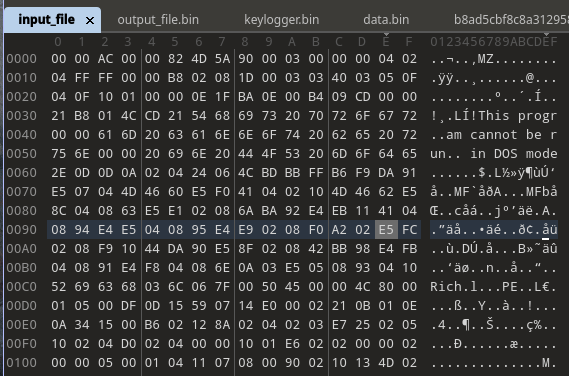 input_file × output_file.bin keylogger.bin data.bin b8ad5cbf8c8a31295
0 1 2 3 4 5 6 7 8 9 A B C D E F 0123456789ABCDEF
0000 00 00 AC 00 00 82 4D 5A 90 00 03 00 00 00 04 02 ..¬..‚MZ........
0010 04 FF FF 00 00 B8 02 08 1D 00 03 03 40 03 05 0F .ÿÿ..¸......@...
0020 04 0F 10 01 00 00 0E 1F BA 0E 00 B4 09 CD 00 00 ........º..´.Í..
0030 21 B8 01 4C CD 21 54 68 69 73 20 70 72 6F 67 72 !¸.LÍ!This progr
0040 00 00 61 6D 20 63 61 6E 6E 6F 74 20 62 65 20 72 ..am cannot be r
0050 75 6E 00 00 20 69 6E 20 44 4F 53 20 6D 6F 64 65 un.. in DOS mode
0060 2E 0D 0D 0A 02 04 24 06 4C BD BB FF B6 F9 DA 91 ......$.L½»ÿ¶ùÚ‘
0070 E5 07 04 4D 46 60 E5 F0 41 04 02 10 4D 46 62 E5 å..MF`åðA...MFbå
0080 8C 04 08 63 E5 E1 02 08 6A BA 92 E4 EB 11 41 04 Œ..cåá..jº’äë.A.
0090 08 94 E4 E5 04 08 95 E4 E9 02 08 F0 A2 02 E5 FC .”äå..•äé..ð¢.åü
00A0 02 08 F9 10 44 DA 90 E5 8F 02 08 42 BB 98 E4 FB ..ù.DÚ.å...B»˜äû
00B0 04 08 91 E4 F8 04 08 6E 0A 03 E5 05 08 93 04 10 ..‘äø..n..å..“..
00C0 52 69 63 68 03 6C 06 7F 00 50 45 00 00 4C 80 00 Rich.l...PE..L€.
00D0 01 05 00 DF 0D 15 59 07 14 E0 00 02 21 0B 01 0E ...ß..Y..à..!...
00E0 0A 34 15 00 B6 02 12 8A 02 04 02 03 E7 25 02 05 .4..¶..Š....ç%..
00F0 10 02 04 D0 02 04 00 00 10 01 E6 02 02 00 00 02 ...Ð......æ.....
0100 00 00 05 00 01 04 11 07 08 00 90 02 10 13 4D 02 ..............M.